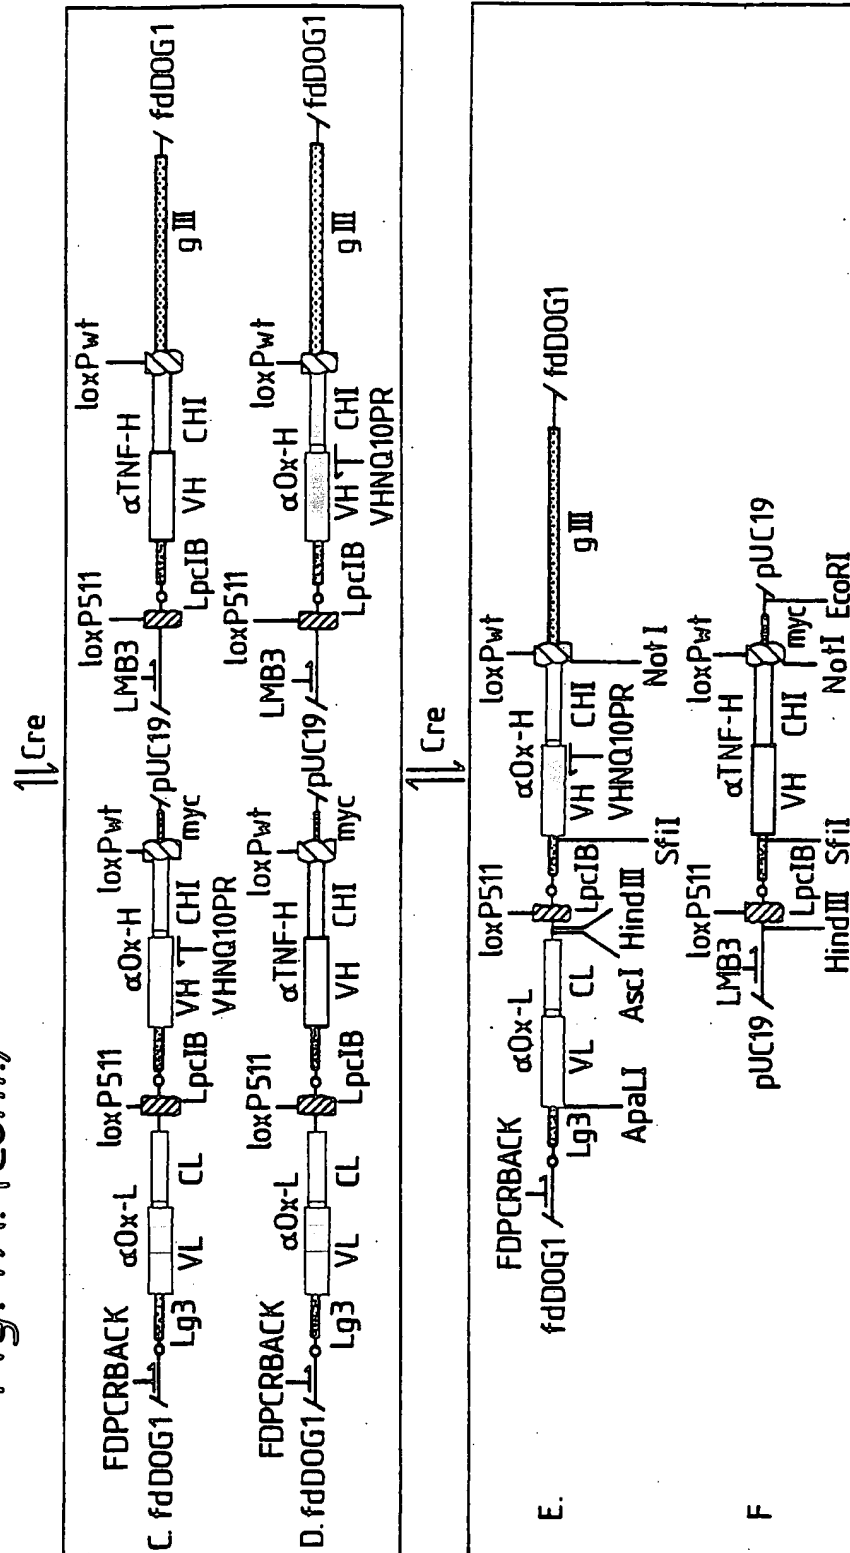 Cre
loxPwt loxPwt
loxP511 αOx-H loxP511 αTNF-H
FDPCRBACK αOx-L LMB3
C. fdDOG1 pUC19 fdDOG1
Lg3 VL CL LpcIB VH CHI myc LpcIB VH CHI gIII
VHNQ10PR
loxPwt loxPwt
loxP511 αTNF-H loxP511 αOx-H
FDPCRBACK αOx-L LMB3
D. fdDOG1 pUC19 fdDOG1
Lg3 VL CL LpcIB VH CHI myc LpcIB VH CHI gIII
VHNQ10PR
Cre
loxP511 loxPwt
FDPCRBACK αOx-L αOx-H
E. fdDOG1 fdDOG1
Lg3 VL CL LpcIB VH CHI gIII
VHNQ10PR
ApaLI AscI HindIII SfiI NotI
loxP511 loxPwt
LMB3 αTNF-H
F pUC19 pUC19
LpcIB VH CHI myc
HindIII SfiI NotI EcoRI